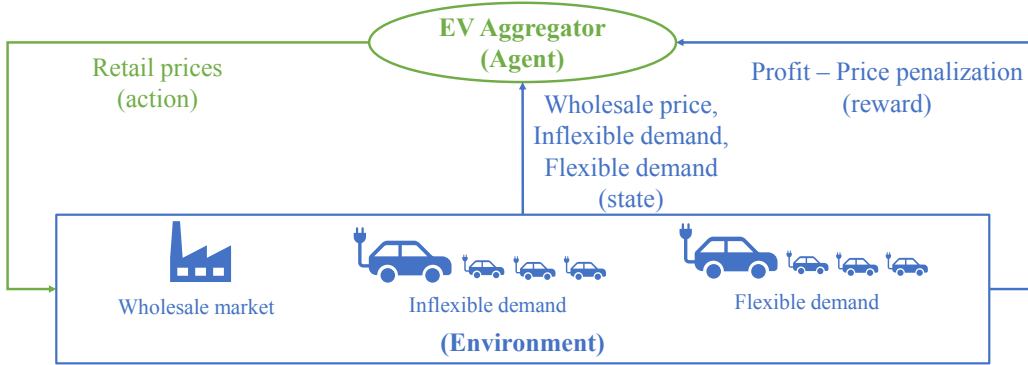 EV Aggregator
(Agent)
Retail prices
(action)
Profit – Price penalization
(reward)
Wholesale price,
Inflexible demand,
Flexible demand
(state)
Wholesale market
Inflexible demand
Flexible demand
(Environment)